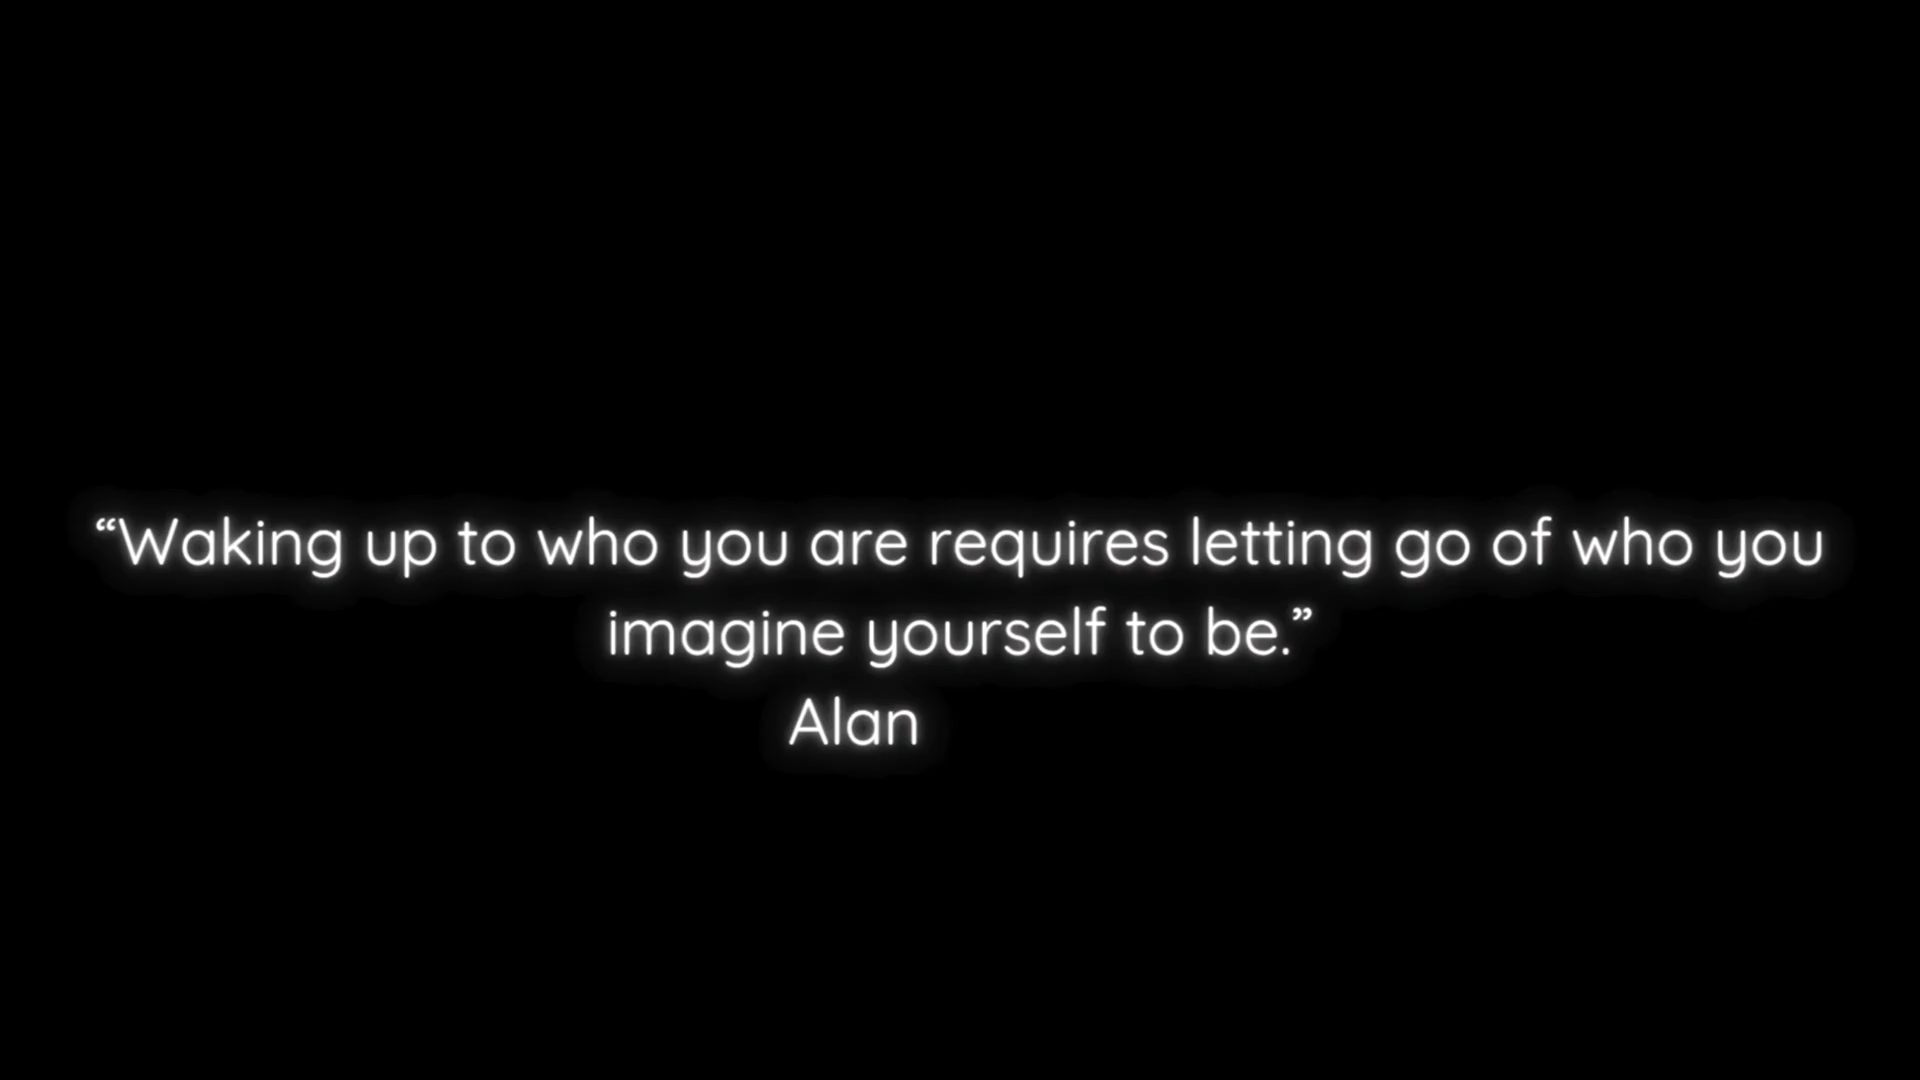 “Waking up to who you are requires letting go of who you
imagine yourself to be.”
Alan